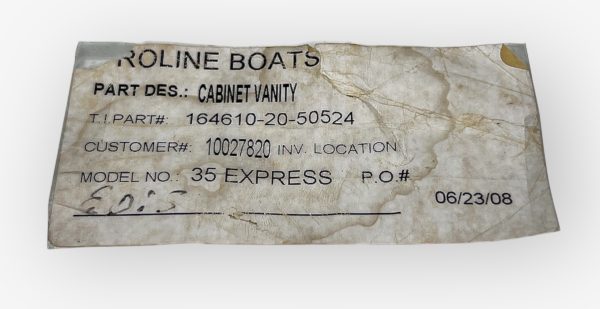 ROLINE BOATS
PART DES.: CABINET VANITY
T.I.PART#: 164610-20-50524
CUSTOMER#: 10027820 INV. LOCATION
MODEL NO.: 35 EXPRESS P.O.#
EDiS 06/23/08